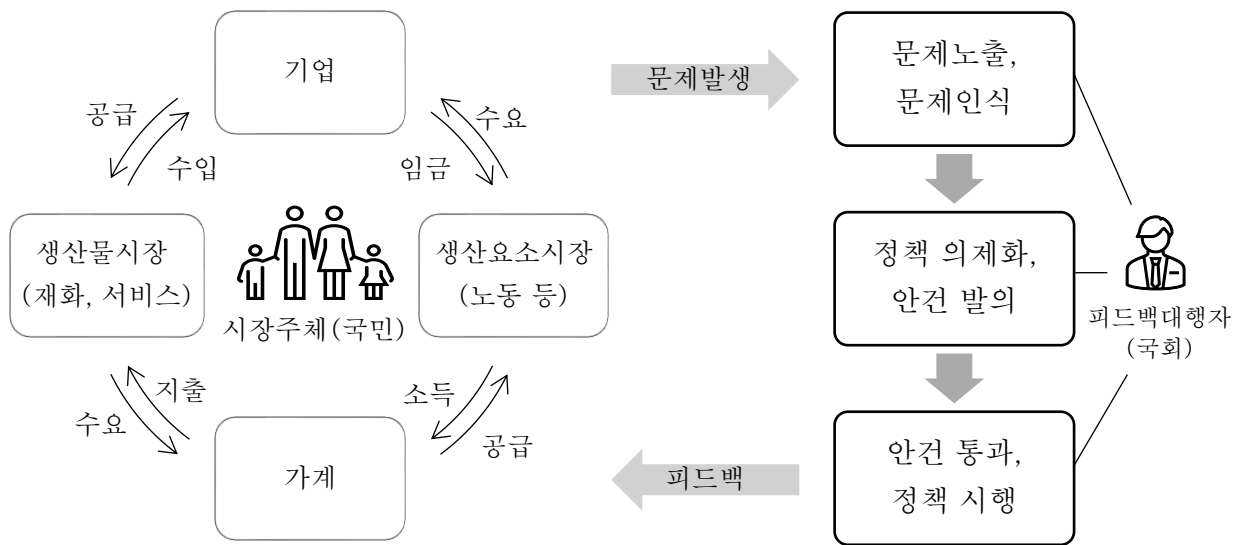 기업
공급
수입
수요
임금
생산물시장
(재화, 서비스)
시장주체(국민)
생산요소시장
(노동 등)
지출
수요
소득
공급
가계
문제발생
문제노출,
문제인식
정책 의제화,
안건 발의
피드백대행자
(국회)
안건 통과,
정책 시행
피드백